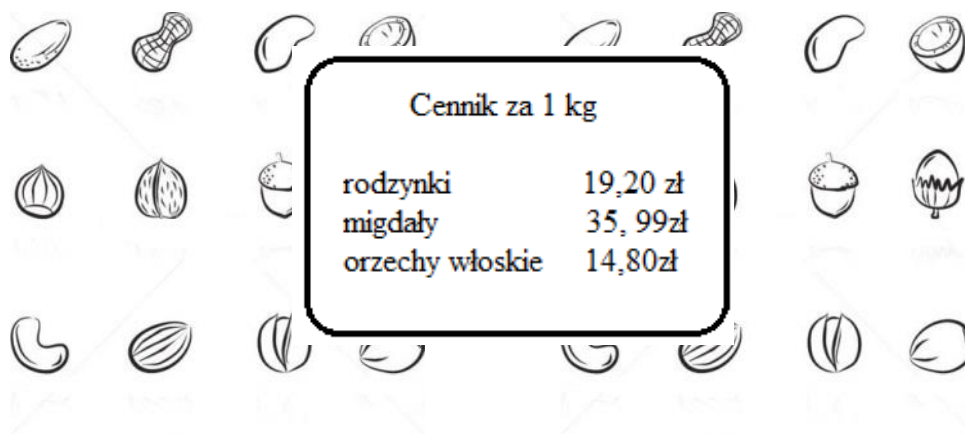 Cennik za 1 kg
rodzynki 19,20 zł
migdały 35, 99zł
orzechy włoskie 14,80zł